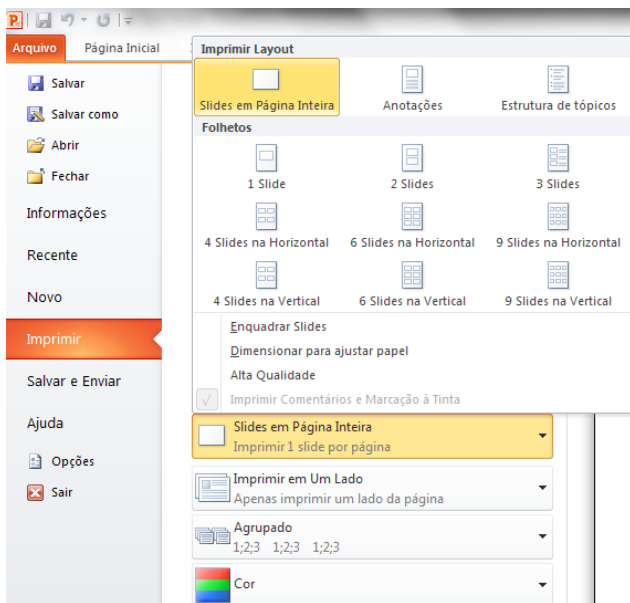 P
Arquivo
Página Inicial
Salvar
Salvar como
Abrir
Fechar
Informações
Recente
Novo
Imprimir
Salvar e Enviar
Ajuda
Opções
Sair
Imprimir Layout
Slides em Página Inteira
Anotações
Estrutura de tópicos
Folhetos
1 Slide
2 Slides
3 Slides
4 Slides na Horizontal
6 Slides na Horizontal
9 Slides na Horizontal
4 Slides na Vertical
6 Slides na Vertical
9 Slides na Vertical
Enquadrar Slides
Dimensionar para ajustar papel
Alta Qualidade
Imprimir Comentários e Marcação à Tinta
Slides em Página Inteira
Imprimir 1 slide por página
Imprimir em Um Lado
Apenas imprimir um lado da página
Agrupado
1;2;3 1;2;3 1;2;3
Cor